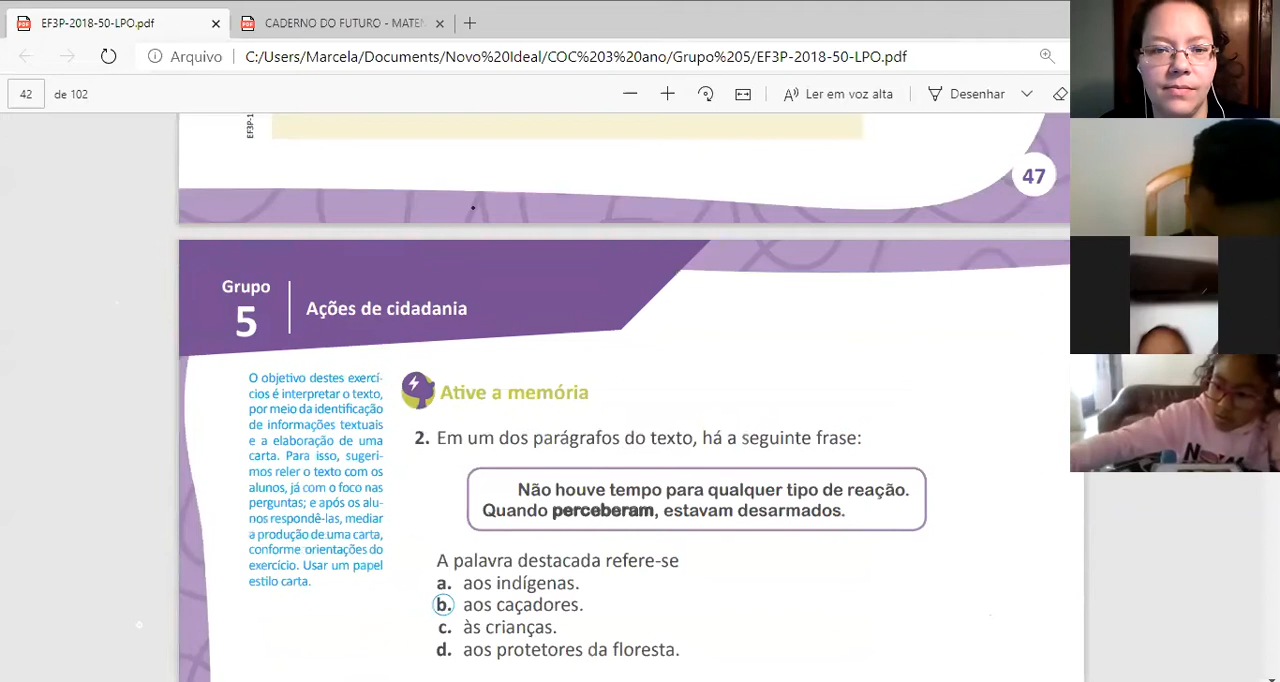 EF3P-2018-50-LPO.pdf
CADERNO DO FUTURO - MATEM
Arquivo
C:/Users/Marcela/Documents/Novo%20Ideal/COC%203%20ano/Grupo%205/EF3P-2018-50-LPO.pdf
42
de 102
Ler em voz alta
Desenhar
EF3P-1
47
Grupo
5
Ações de cidadania
O objetivo destes exercí-
cios é interpretar o texto,
por meio da identificação
de informações textuais
e a elaboração de uma
carta. Para isso, sugeri-
mos reler o texto com os
alunos, já com o foco nas
perguntas; e após os alu-
nos respondê-las, mediar
a produção de uma carta,
conforme orientações do
exercício. Usar um papel
estilo carta.
Ative a memória
2. Em um dos parágrafos do texto, há a seguinte frase:
Não houve tempo para qualquer tipo de reação.
Quando perceberam, estavam desarmados.
A palavra destacada refere-se
a. aos indígenas.
b. aos caçadores.
c. às crianças.
d. aos protetores da floresta.